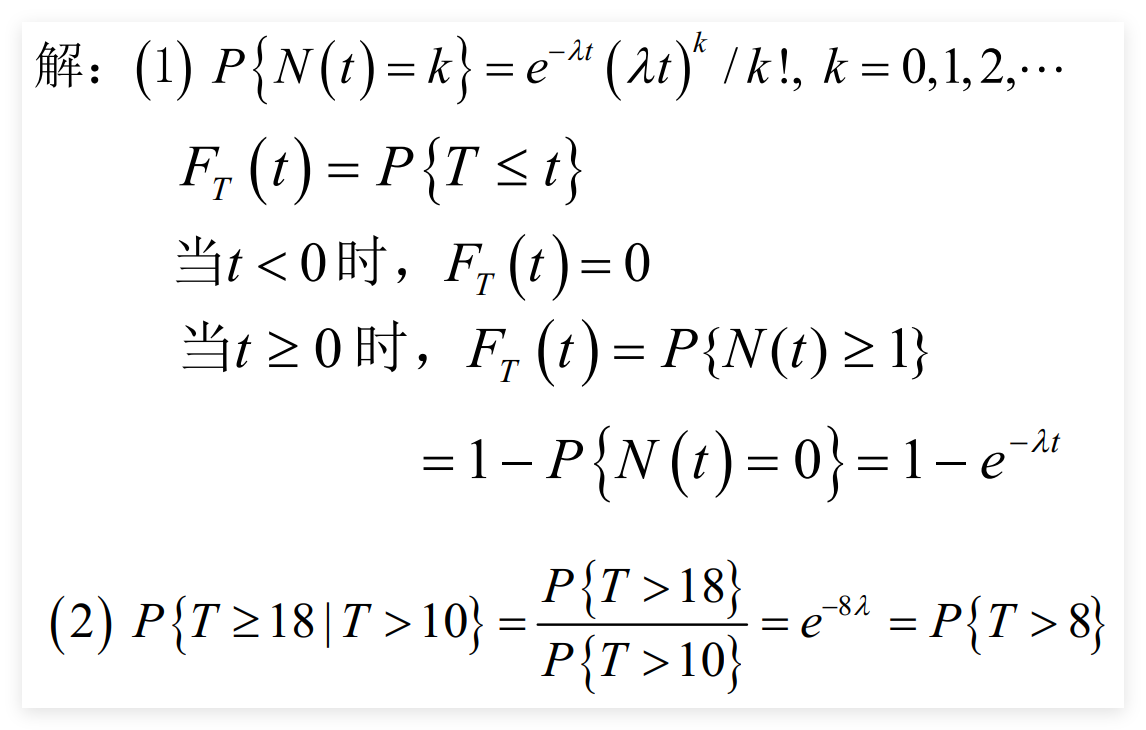 解：(1) P{N(t) = k} = e^{-λt} (λt)^k / k!, k = 0,1,2,⋯
F_T (t) = P{T ≤ t}
当t < 0 时，F_T (t) = 0
当t ≥ 0 时，F_T (t) = P{N(t) ≥ 1}
= 1 − P{N(t) = 0} = 1 − e^{-λt}
(2) P{T ≥ 18 | T > 10} = \frac{P{T > 18}}{P{T > 10}} = e^{-8λ} = P{T > 8}